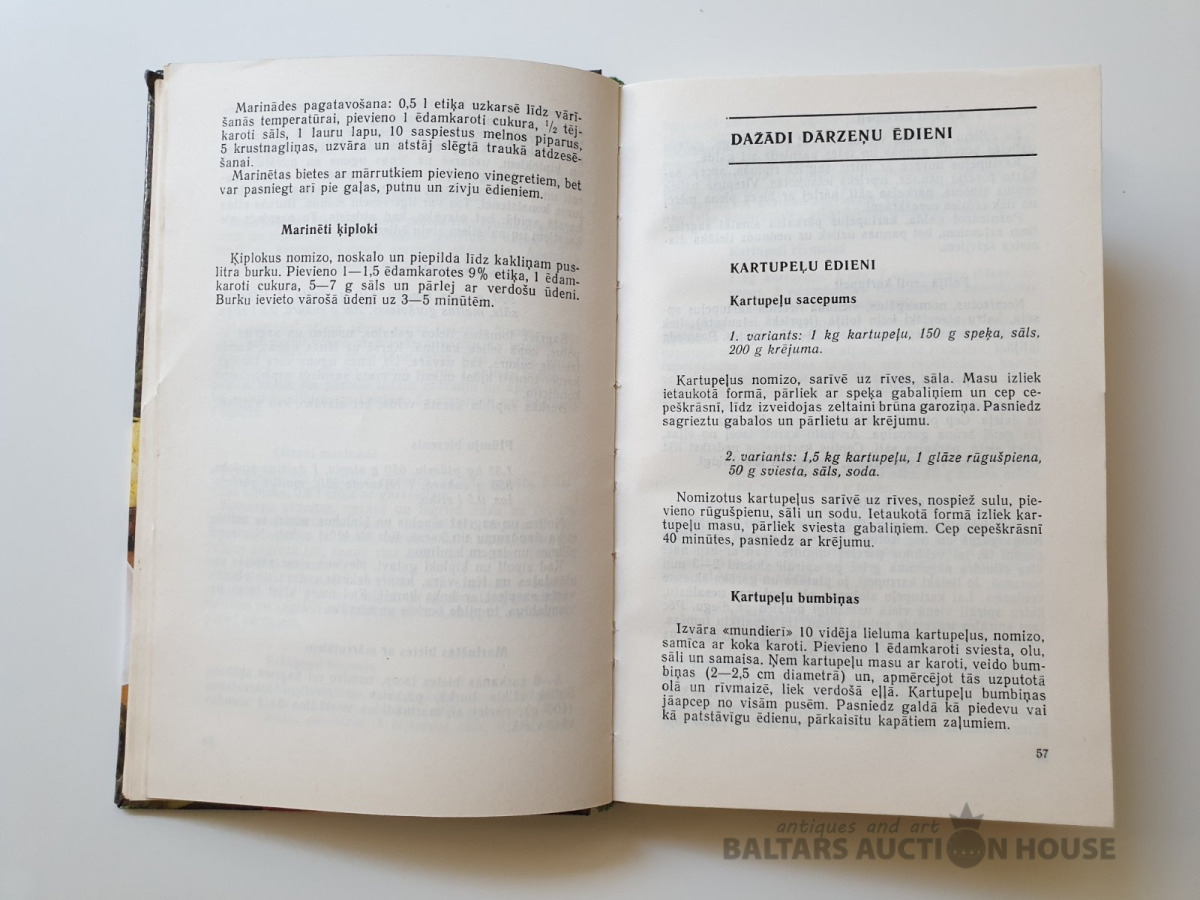 Marinādes pagatavošana: 0,5 l etiķa uzkarsē līdz vārī-
šanās temperatūrai, pievieno 1 ēdamkaroti cukura, 1/2 tēj-
karoti sāls, 1 lauru lapu, 10 saspiestus melnos piparus,
5 krustnagliņas, uzvāra un atstāj slēgtā traukā atdzesē-
šanai.
Marinētas bietes ar mārrutkiem pievieno vinegretiem, bet
var pasniegt arī pie gaļas, putnu un zivju ēdieniem.
Marinēti ķiploki
Ķiplokus nomizo, noskalo un piepilda līdz kakliņam pus-
litra burku. Pievieno 1—1,5 ēdamkarotes 9% etiķa, 1 ēdam-
karoti cukura, 5—7 g sāls un pārlej ar verdošu ūdeni.
Burku ievieto vārošā ūdenī uz 3—5 minūtēm.
DAŽĀDI DĀRZEŅU ĒDIENI
KARTUPEĻU ĒDIENI
Kartupeļu sacepums
1. variants: 1 kg kartupeļu, 150 g speķa, sāls,
200 g krējuma.
Kartupeļus nomizo, sarīvē uz rīves, sāla. Masu izliek
ietaukotā formā, pārliek ar speķa gabaliņiem un cep ce-
peškrāsnī, līdz izveidojas zeltaini brūna garoziņa. Pasniedz
sagrieztu gabalos un pārlietu ar krējumu.
2. variants: 1,5 kg kartupeļu, 1 glāze rūgušpiena,
50 g sviesta, sāls, soda.
Nomizotus kartupeļus sarīvē uz rīves, nospiež sulu, pie-
vieno rūgušpienu, sāli un sodu. Ietaukotā formā izliek kar-
tupeļu masu, pārliek sviesta gabaliņiem. Cep cepeškrāsnī
40 minūtes, pasniedz ar krējumu.
Kartupeļu bumbiņas
Izvāra «mundierī» 10 vidēja lieluma kartupeļus, nomizo,
samīca ar koka karoti. Pievieno 1 ēdamkaroti sviesta, olu,
sāli un samaisa. Ņem kartupeļu masu ar karoti, veido bum-
biņas (2—2,5 cm diametrā) un, apmērcējot tās uzputotā
olā un rīvmaizē, liek verdošā eļļā. Kartupeļu bumbiņas
jāapcep no visām pusēm. Pasniedz galdā kā piedevu vai
kā patstāvīgu ēdienu, pārkaisītu kapātiem zaļumiem.
57
antiques and art
BALTARS AUCTION HOUSE